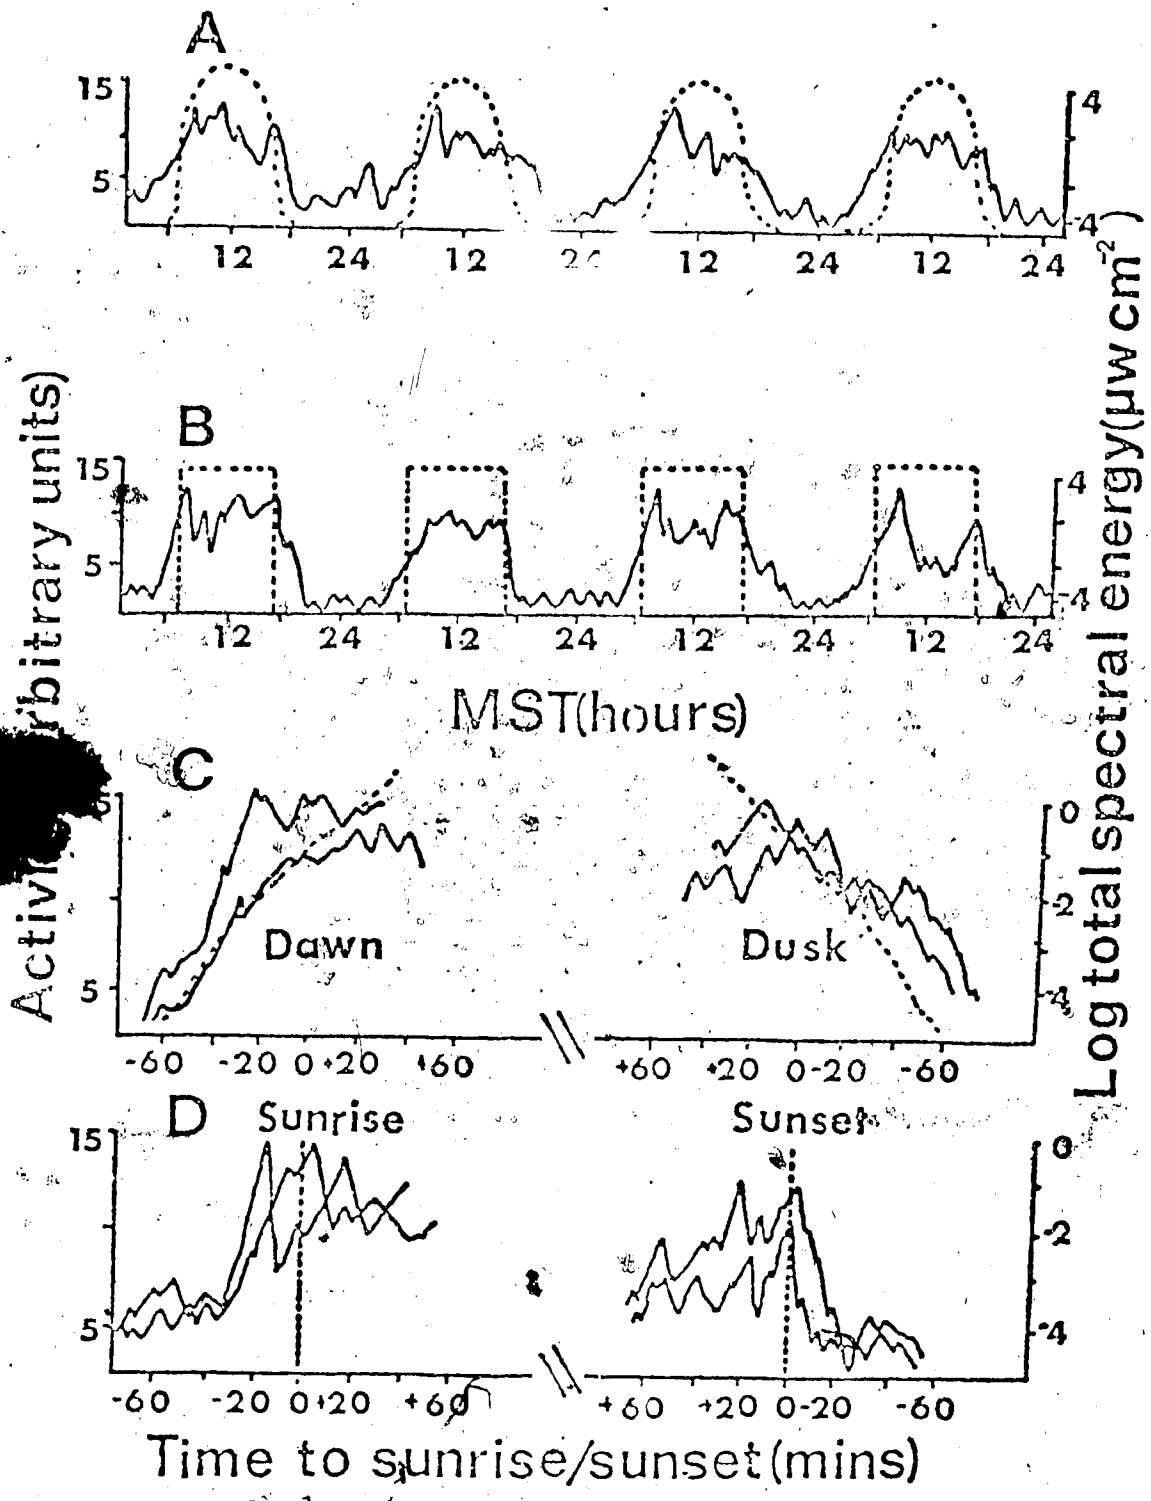 A
15
4
5
-4
12 24 12 12 24 12 24
B
15
4
5
-4
12 24 12 24 12 24 12 24
MST(hours)
Activ rbitrary units)
Log total spectral energy(µw cm⁻²)
C
5
0
-2
Dawn
Dusk
5
-4
-60 -20 0 +20 +60
+60 +20 0 -20 -60
D
Sunrise
Sunset
15
0
-2
5
-4
-60 -20 0 +20 +60
+60 +20 0 -20 -60
Time to sunrise/sunset(mins)